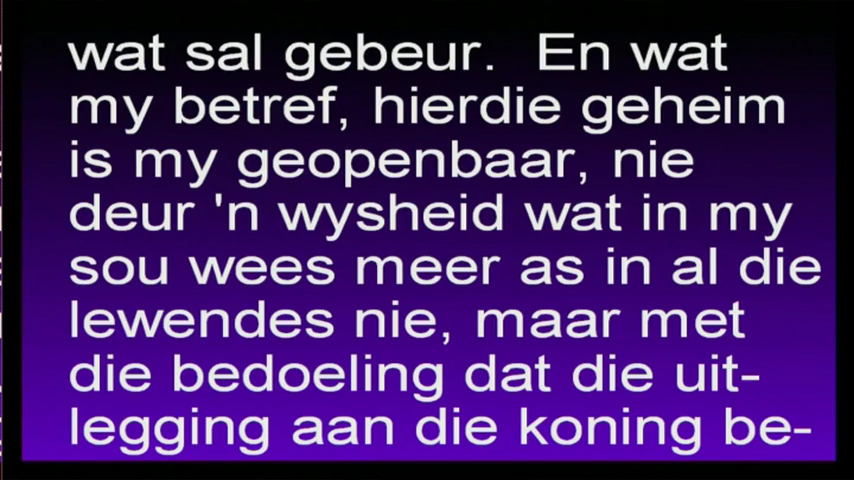 wat sal gebeur.  En wat
my betref, hierdie geheim
is my geopenbaar, nie
deur 'n wysheid wat in my
sou wees meer as in al die
lewendes nie, maar met
die bedoeling dat die uit-
legging aan die koning be-